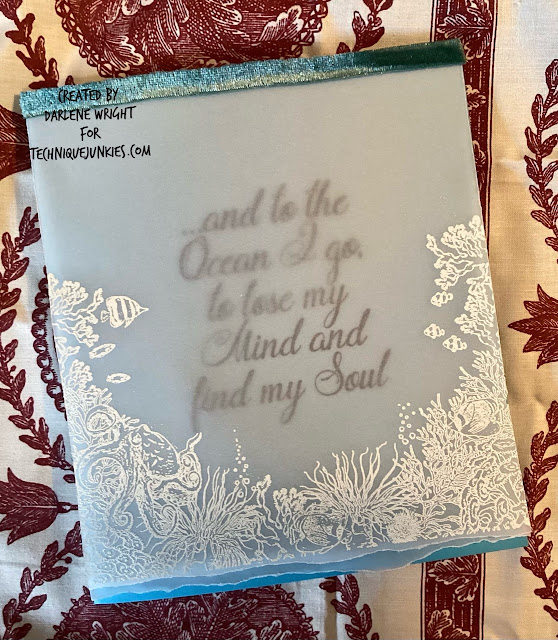 CREATED BY
DARLENE WRIGHT
FOR
TECHNIQUEJUNKIES.COM
...and to the
Ocean I go,
to lose my
Mind and
find my Soul